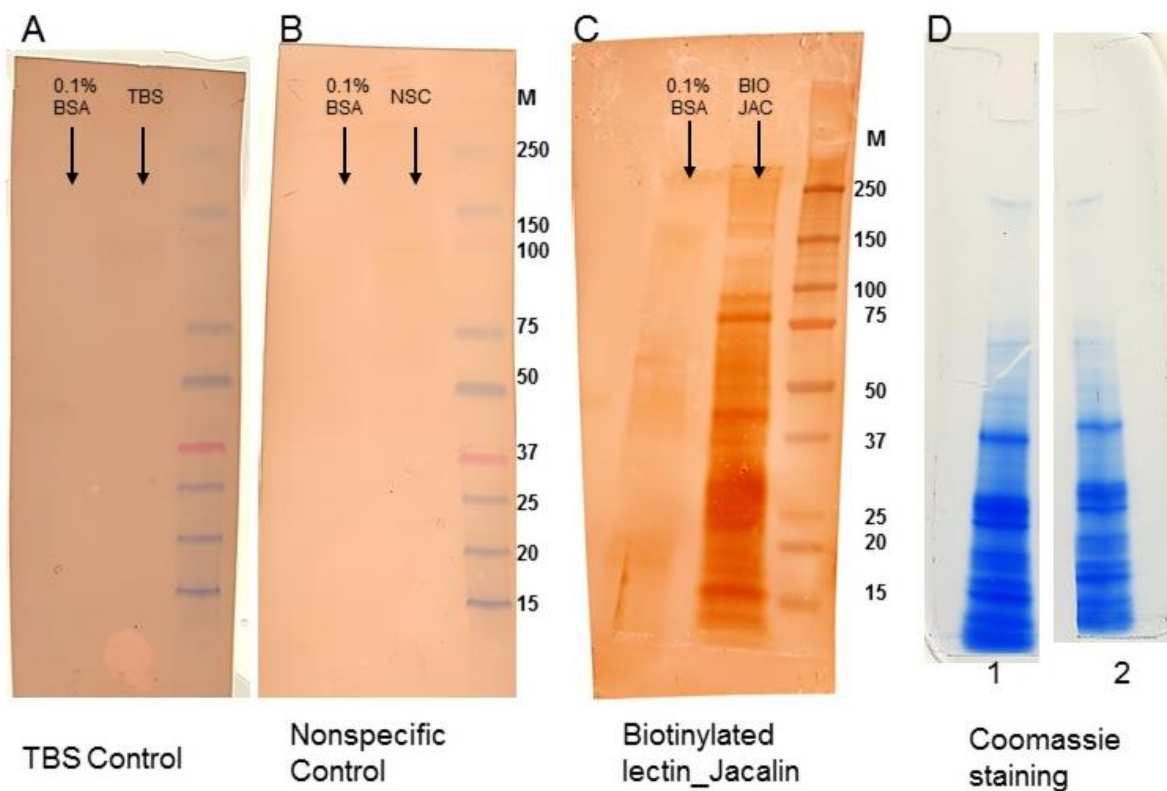 A
0.1%
BSA
TBS
B
0.1%
BSA
NSC
M
250
150
100
75
50
37
25
20
15
C
0.1%
BSA
BIO
JAC
M
250
150
100
75
50
37
25
20
15
D
1
2
TBS Control
Nonspecific
Control
Biotinylated
lectin_Jacalin
Coomassie
staining